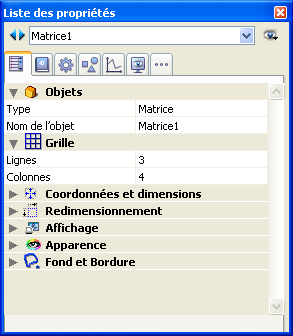 Liste des propriétés
Matrice1
Objets
Type Matrice
Nom de l'objet Matrice1
Grille
Lignes 3
Colonnes 4
Coordonnées et dimensions
Redimensionnement
Affichage
Apparence
Fond et Bordure